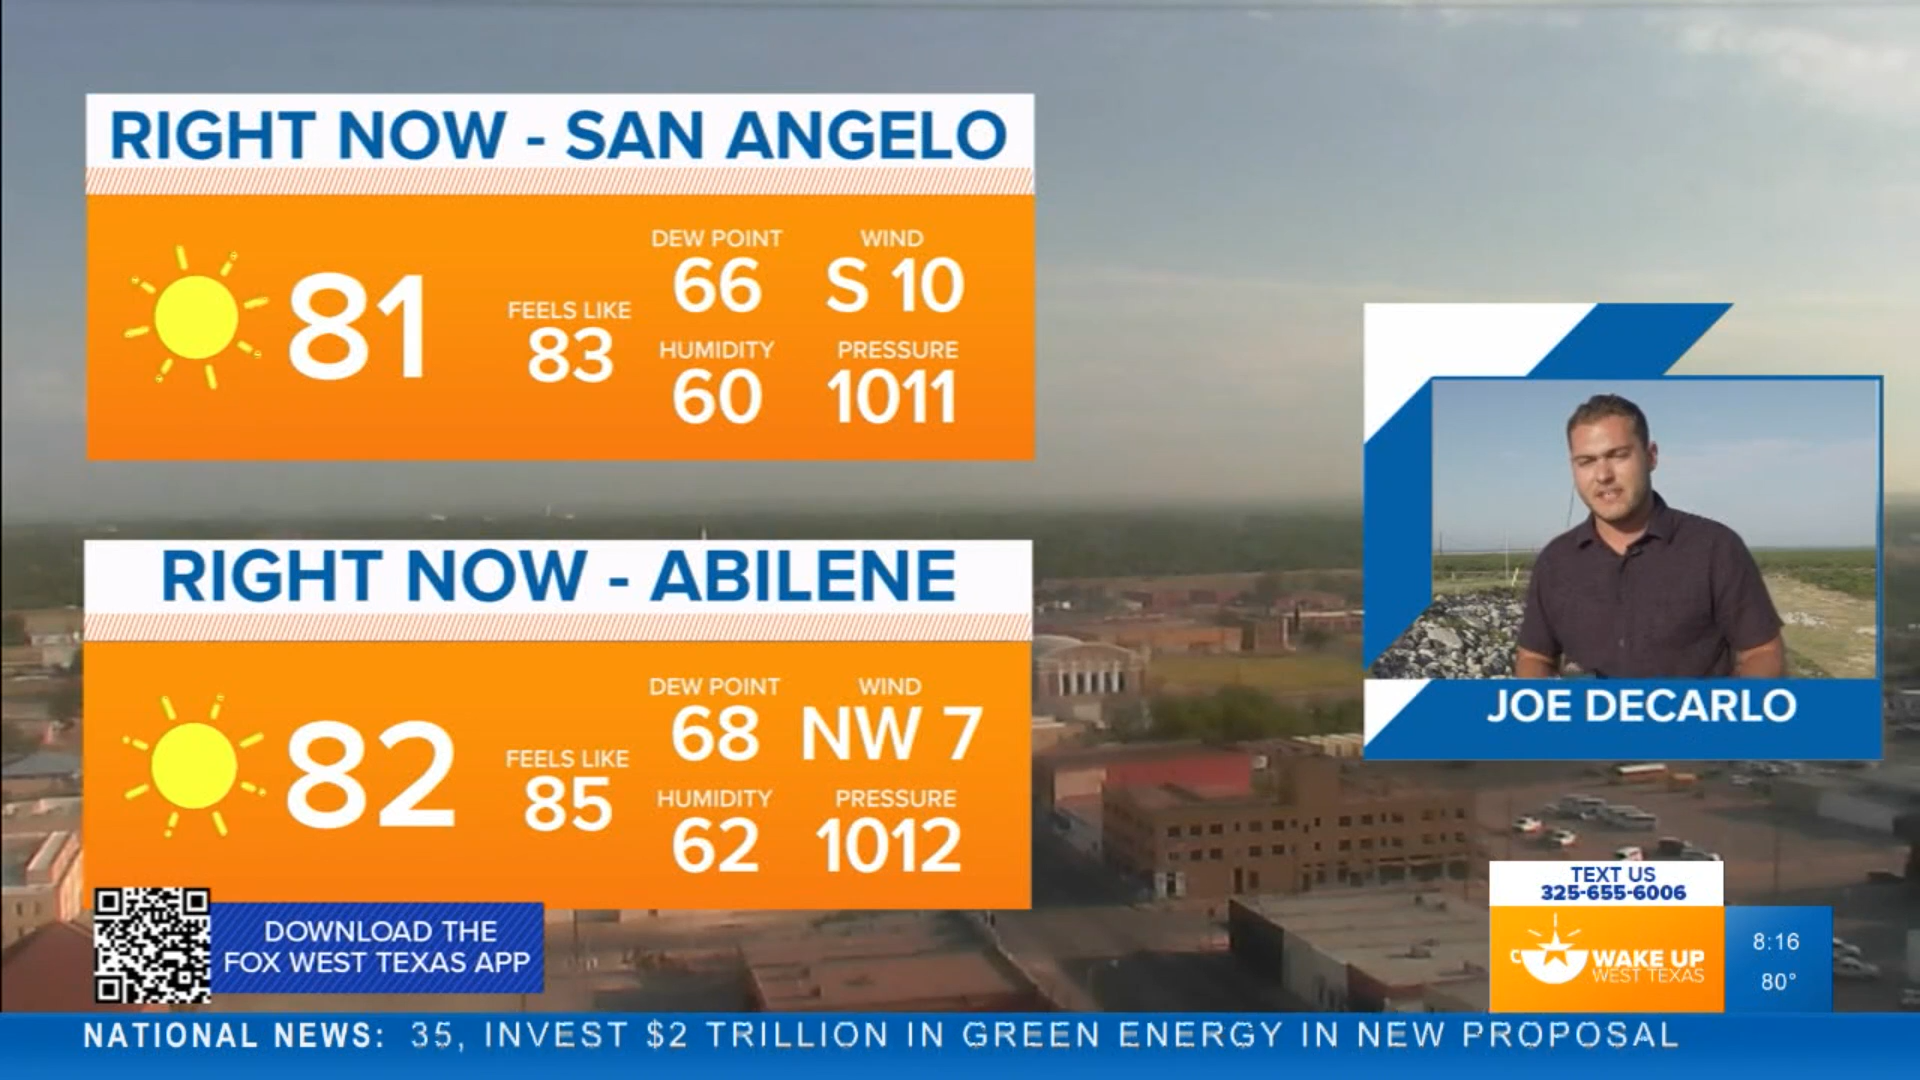 RIGHT NOW - SAN ANGELO
81
FEELS LIKE
83
DEW POINT
66
WIND
S 10
HUMIDITY
60
PRESSURE
1011
RIGHT NOW - ABILENE
82
FEELS LIKE
85
DEW POINT
68
WIND
NW 7
HUMIDITY
62
PRESSURE
1012
JOE DECARLO
DOWNLOAD THE
FOX WEST TEXAS APP
TEXT US
325-655-6006
WAKE UP
WEST TEXAS
8:16
80°
NATIONAL NEWS: 35, INVEST $2 TRILLION IN GREEN ENERGY IN NEW PROPOSAL